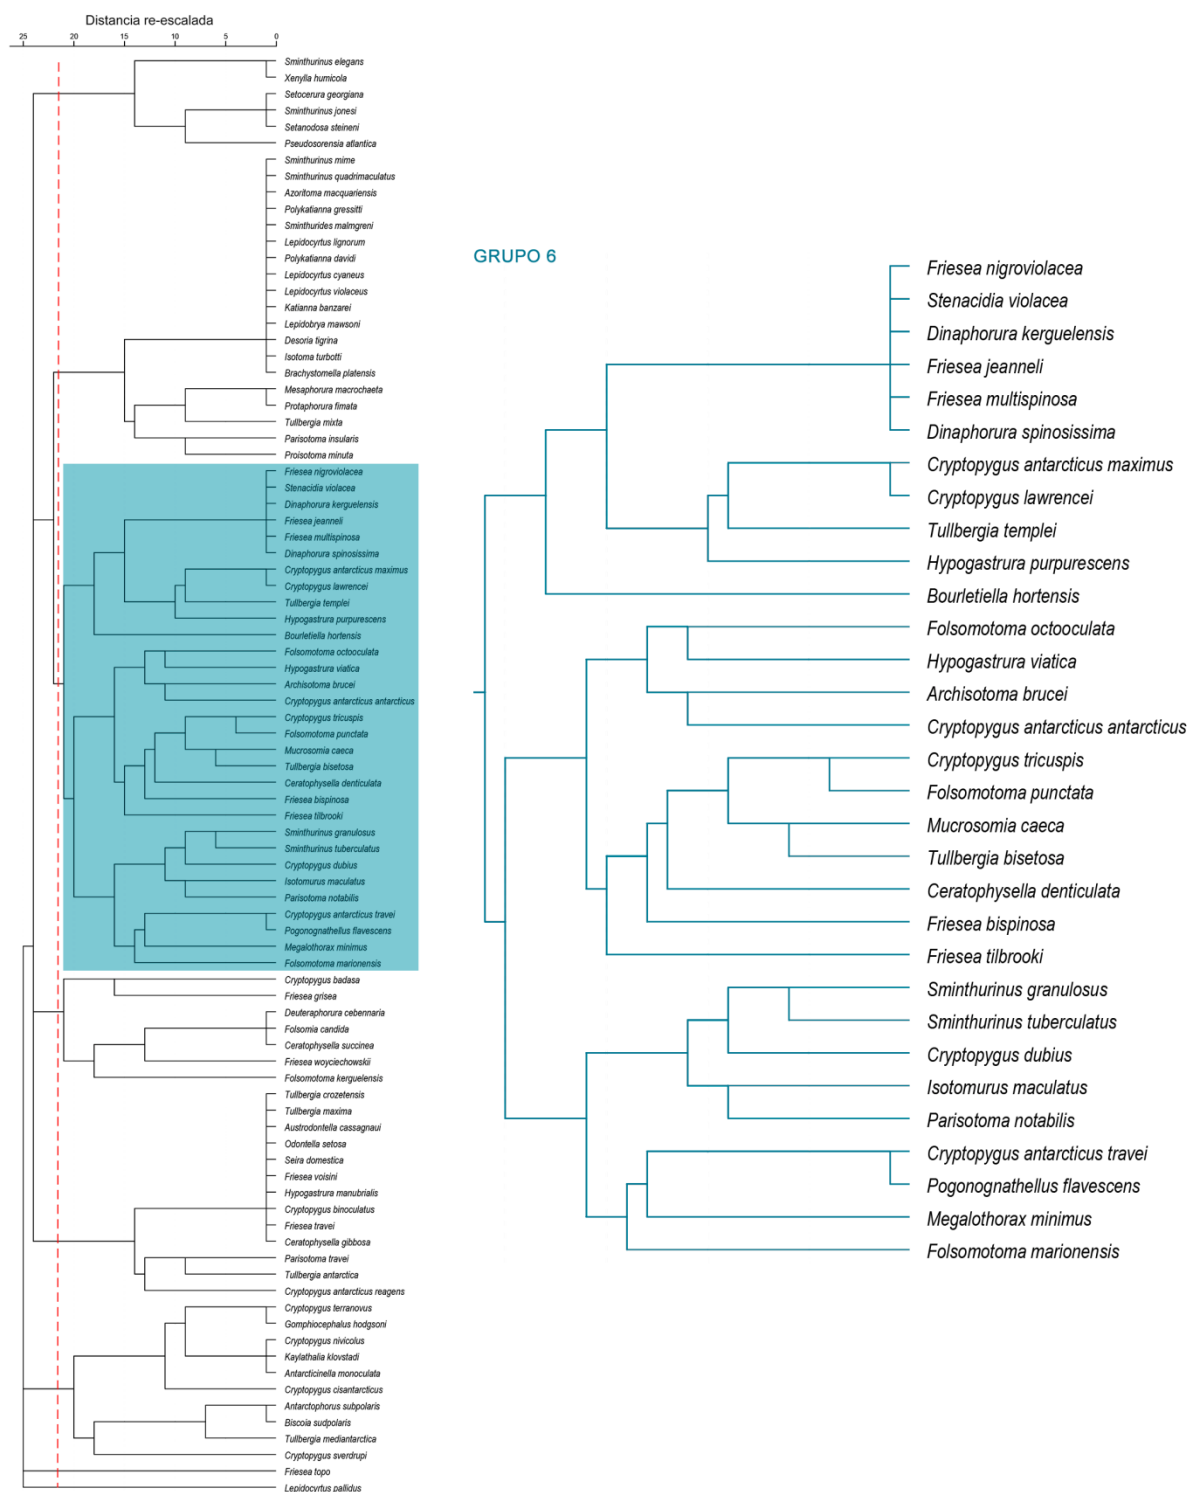 Distancia re-escalada
25 20 15 10 5 0
Sminthurinus elegans
Xenylla humicola
Setocerura georgiana
Sminthurinus jonesi
Setanodosa steineni
Pseudosorensia atlantica
Sminthurinus mime
Sminthurinus quadrimaculatus
Azoritoma macquariensis
Polykatianna gressitti
Sminthurides malmgreni
Lepidocyrtus lignorum
Polykatianna davidi
Lepidocyrtus cyaneus
Lepidocyrtus violaceus
Katianna banzarei
Lepidobrya mawsoni
Desoria tigrina
Isotoma turbotti
Brachystomella platensis
Mesaphorura macrochaeta
Protaphorura fimata
Tullbergia mixta
Parisotoma insularis
Proisotoma minuta
Friesea nigroviolacea
Stenacidia violacea
Dinaphorura kerguelensis
Friesea jeanneli
Friesea multispinosa
Dinaphorura spinosissima
Cryptopygus antarcticus maximus
Cryptopygus lawrencei
Tullbergia templei
Hypogastrura purpurescens
Bourletiella hortensis
Folsomotoma octooculata
Hypogastrura viatica
Archisotoma brucei
Cryptopygus antarcticus antarcticus
Cryptopygus tricuspis
Folsomotoma punctata
Mucrosomia caeca
Tullbergia bisetosa
Ceratophysella denticulata
Friesea bispinosa
Friesea tilbrooki
Sminthurinus granulosus
Sminthurinus tuberculatus
Cryptopygus dubius
Isotomurus maculatus
Parisotoma notabilis
Cryptopygus antarcticus travei
Pogonognathellus flavescens
Megalothorax minimus
Folsomotoma marionensis
Cryptopygus badasa
Friesea grisea
Deuteraphorura cebennaria
Folsomia candida
Ceratophysella succinea
Friesea woyciechowskii
Folsomotoma kerguelensis
Tullbergia crozetensis
Tullbergia maxima
Austrodontella cassagnaui
Odontella setosa
Seira domestica
Friesea voisini
Hypogastrura manubrialis
Cryptopygus binoculatus
Friesea travei
Ceratophysella gibbosa
Parisotoma travei
Tullbergia antarctica
Cryptopygus antarcticus reagens
Cryptopygus terranovus
Gomphiocephalus hodgsoni
Cryptopygus nivicolus
Kaylathalia klovstadi
Antarcticinella monoculata
Cryptopygus cisantarcticus
Antarctophorus subpolaris
Biscoia sudpolaris
Tullbergia mediantarctica
Cryptopygus sverdrupi
Friesea topo
Lepidocyrtus pallidus
GRUPO 6
Friesea nigroviolacea
Stenacidia violacea
Dinaphorura kerguelensis
Friesea jeanneli
Friesea multispinosa
Dinaphorura spinosissima
Cryptopygus antarcticus maximus
Cryptopygus lawrencei
Tullbergia templei
Hypogastrura purpurescens
Bourletiella hortensis
Folsomotoma octooculata
Hypogastrura viatica
Archisotoma brucei
Cryptopygus antarcticus antarcticus
Cryptopygus tricuspis
Folsomotoma punctata
Mucrosomia caeca
Tullbergia bisetosa
Ceratophysella denticulata
Friesea bispinosa
Friesea tilbrooki
Sminthurinus granulosus
Sminthurinus tuberculatus
Cryptopygus dubius
Isotomurus maculatus
Parisotoma notabilis
Cryptopygus antarcticus travei
Pogonognathellus flavescens
Megalothorax minimus
Folsomotoma marionensis